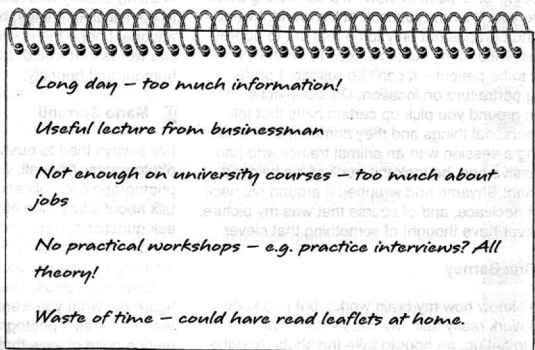 Long day – too much information!
Useful lecture from businessman
Not enough on university courses – too much about
jobs
No practical workshops – e.g. practice interviews? All
theory!
Waste of time – could have read leaflets at home.